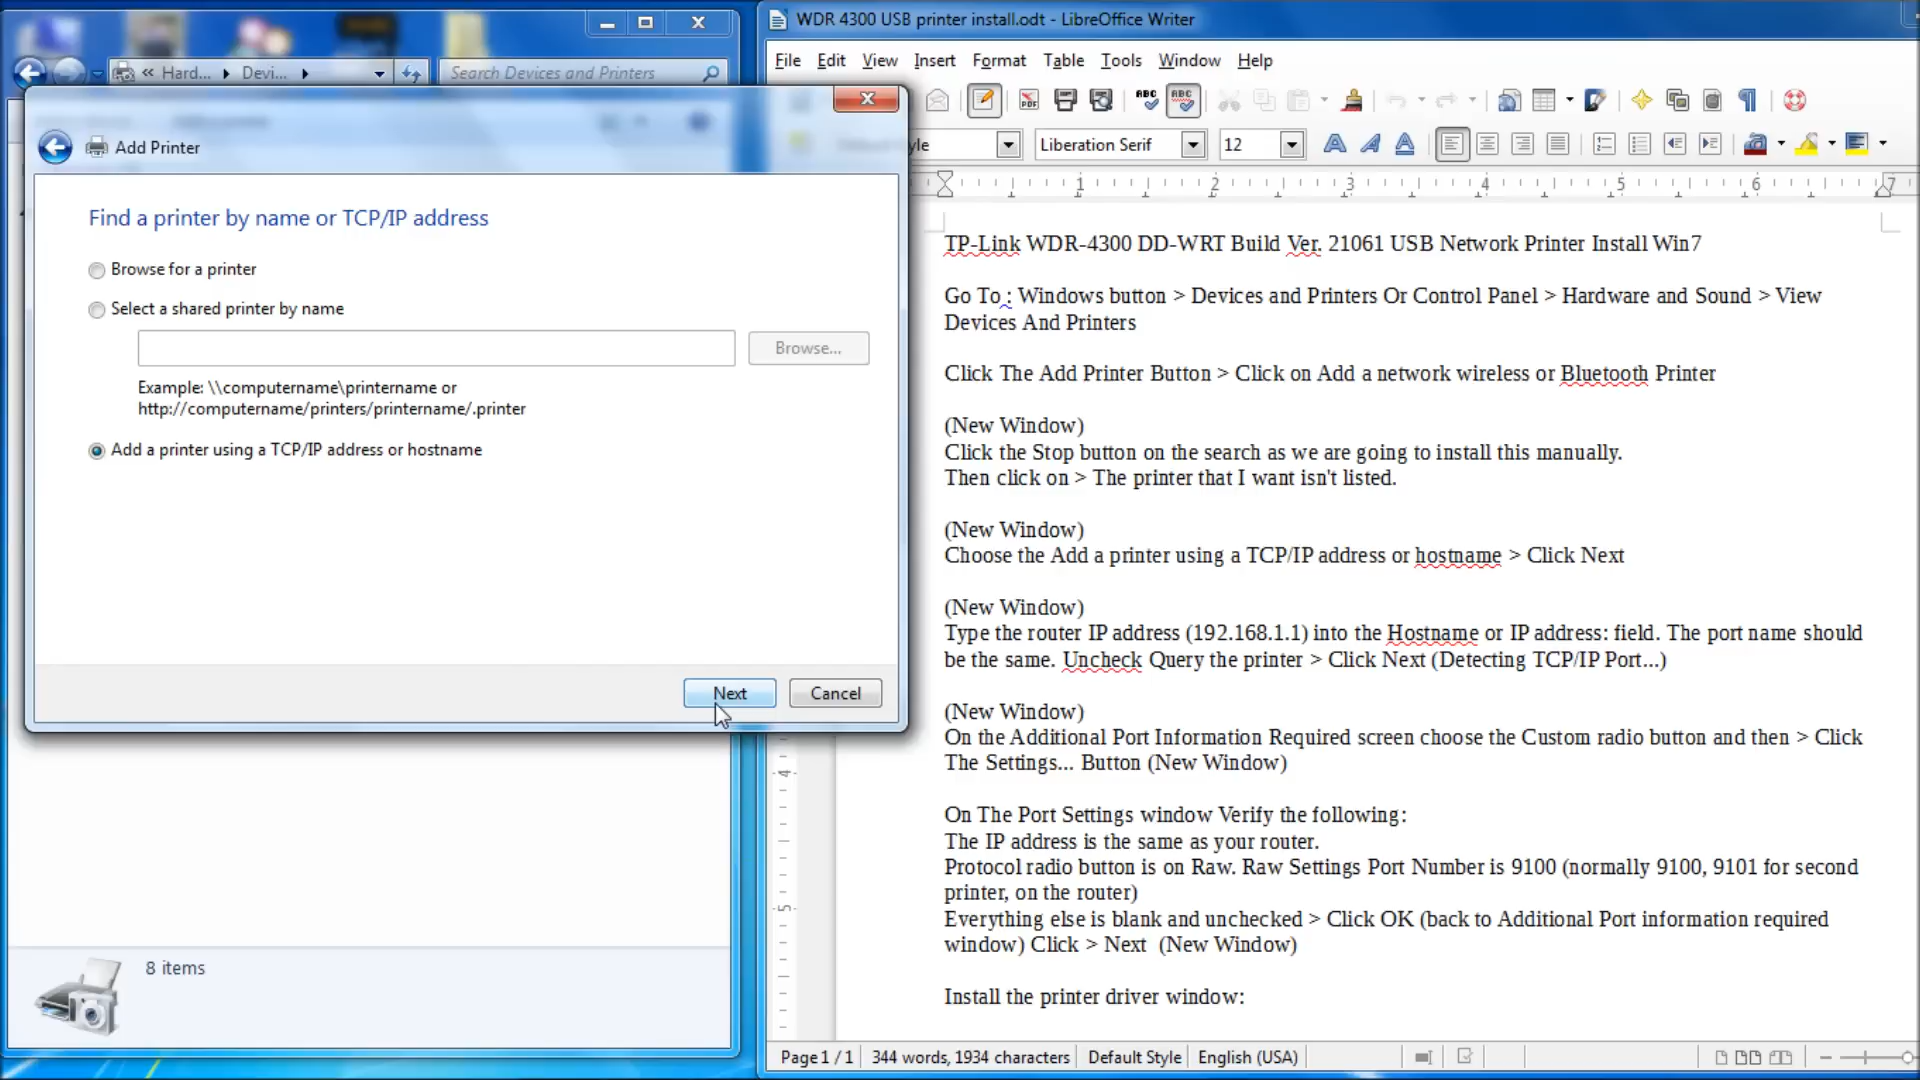 Hard...
Devi...
Search Devices and Printers
Add Printer
Find a printer by name or TCP/IP address
Browse for a printer
Select a shared printer by name
Browse...
Example: \\computername\printername or
http://computername/printers/printername/.printer
Add a printer using a TCP/IP address or hostname
Next
Cancel
8 items
WDR 4300 USB printer install.odt - LibreOffice Writer
File Edit View Insert Format Table Tools Window Help
PDF ABC ABC
Liberation Serif 12
1 2 3 4 5 6 7
TP-Link WDR-4300 DD-WRT Build Ver. 21061 USB Network Printer Install Win7
Go To : Windows button > Devices and Printers Or Control Panel > Hardware and Sound > View
Devices And Printers
Click The Add Printer Button > Click on Add a network wireless or Bluetooth Printer
(New Window)
Click the Stop button on the search as we are going to install this manually.
Then click on > The printer that I want isn't listed.
(New Window)
Choose the Add a printer using a TCP/IP address or hostname > Click Next
(New Window)
Type the router IP address (192.168.1.1) into the Hostname or IP address: field. The port name should
be the same. Uncheck Query the printer > Click Next (Detecting TCP/IP Port...)
(New Window)
On the Additional Port Information Required screen choose the Custom radio button and then > Click
The Settings... Button (New Window)
On The Port Settings window Verify the following:
The IP address is the same as your router.
Protocol radio button is on Raw. Raw Settings Port Number is 9100 (normally 9100, 9101 for second
printer, on the router)
Everything else is blank and unchecked > Click OK (back to Additional Port information required
window) Click > Next  (New Window)
Install the printer driver window:
4
5
Page 1 / 1 344 words, 1934 characters Default Style English (USA)